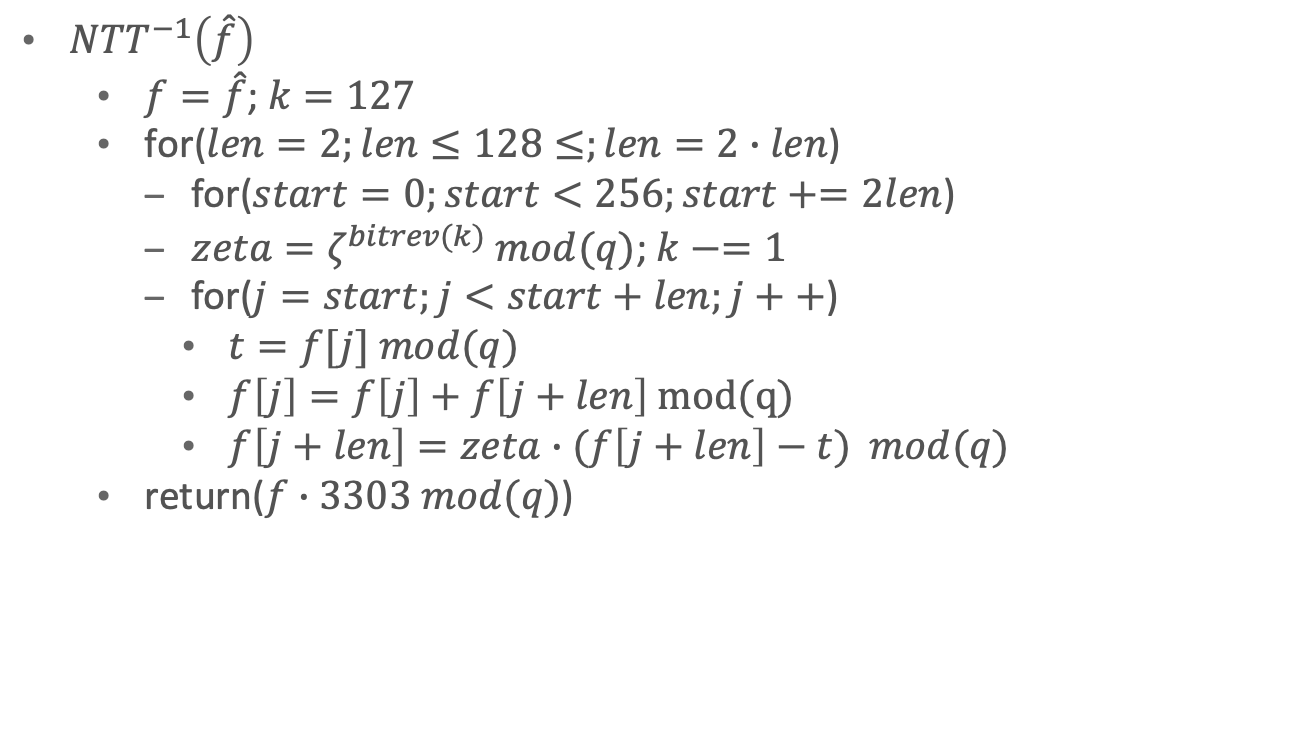 • NTT⁻¹(f̂)
• f = f̂; k = 127
• for(len = 2; len ≤ 128 ≤; len = 2 · len)
– for(start = 0; start < 256; start += 2len)
– zeta = ζ^bitrev(k) mod(q); k −= 1
– for(j = start; j < start + len; j + +)
• t = f[j] mod(q)
• f[j] = f[j] + f[j + len] mod(q)
• f[j + len] = zeta · (f[j + len] − t) mod(q)
• return(f · 3303 mod(q))